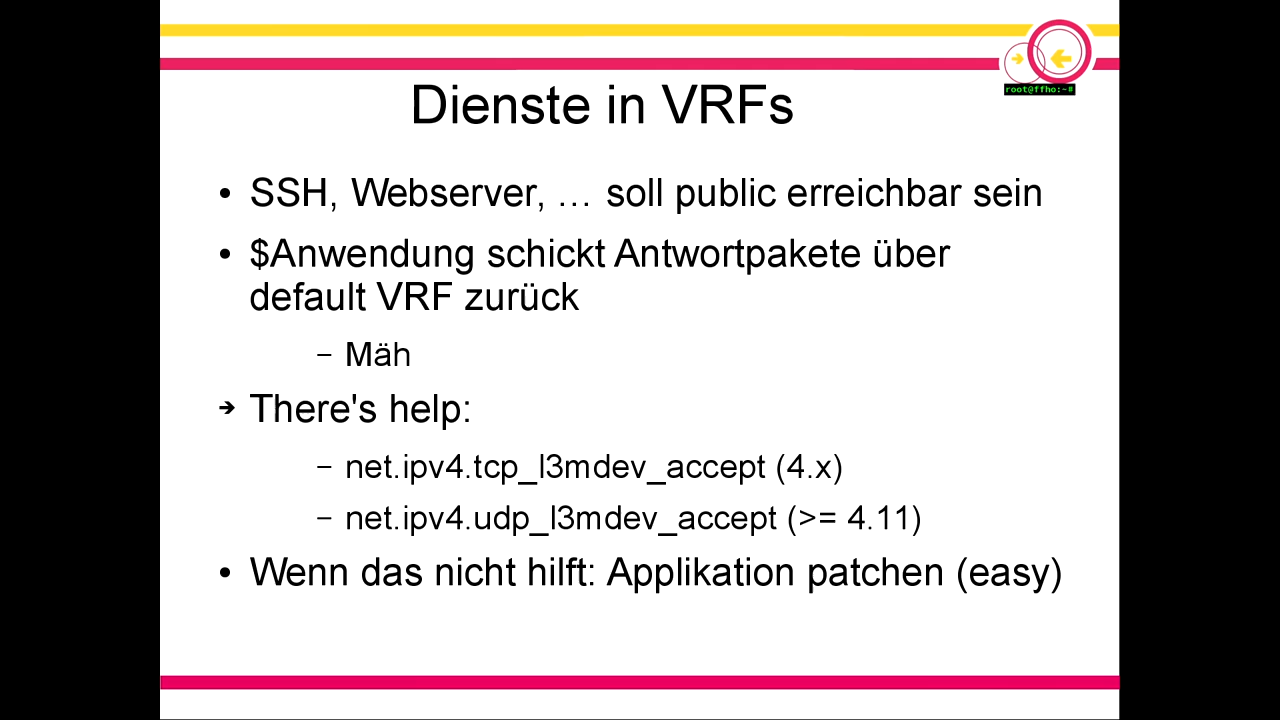 root@ffho:~#
Dienste in VRFs
● SSH, Webserver, … soll public erreichbar sein
● $Anwendung schickt Antwortpakete über
default VRF zurück
– Mäh
➔ There's help:
– net.ipv4.tcp_l3mdev_accept (4.x)
– net.ipv4.udp_l3mdev_accept (>= 4.11)
● Wenn das nicht hilft: Applikation patchen (easy)